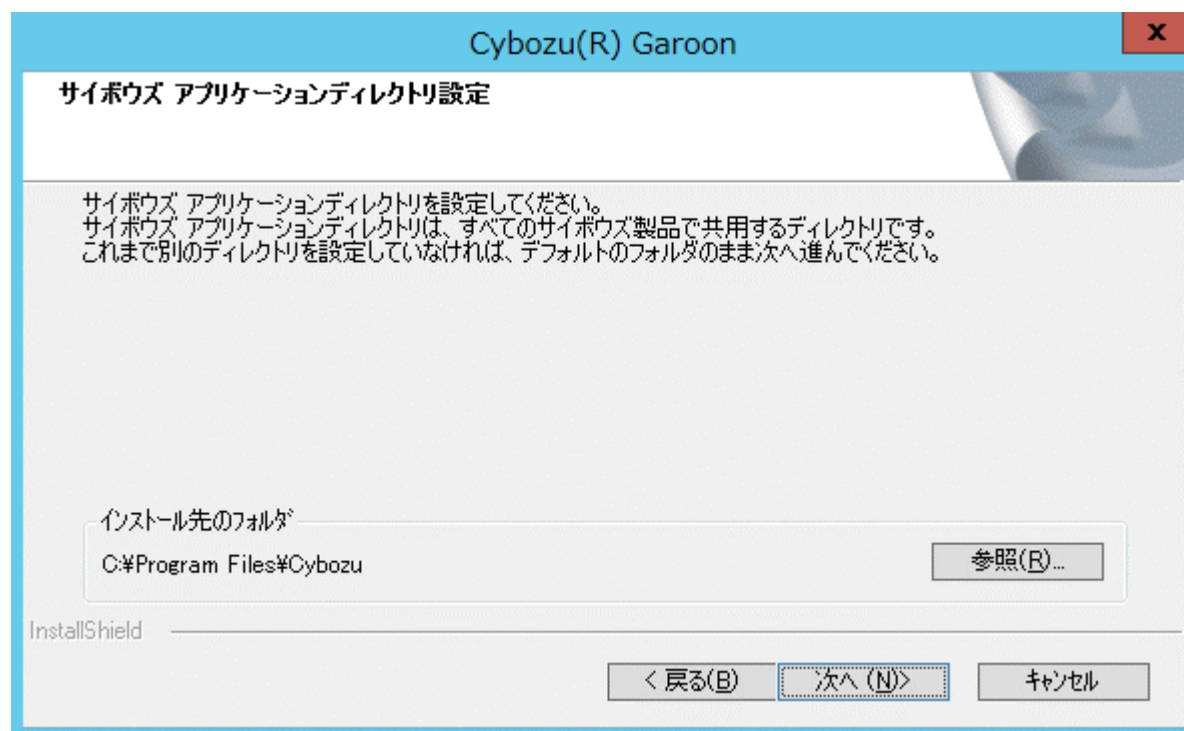 Cybozu(R) Garoon
x
サイボウズ アプリケーションディレクトリ設定
サイボウズ アプリケーションディレクトリを設定してください。
サイボウズ アプリケーションディレクトリは、すべてのサイボウズ製品で共用するディレクトリです。
これまで別のディレクトリを設定していなければ、デフォルトのフォルダのまま次へ進んでください。
インストール先のフォルダ
C:¥Program Files¥Cybozu
参照(R)...
InstallShield
< 戻る(B)
次へ (N)>
キャンセル